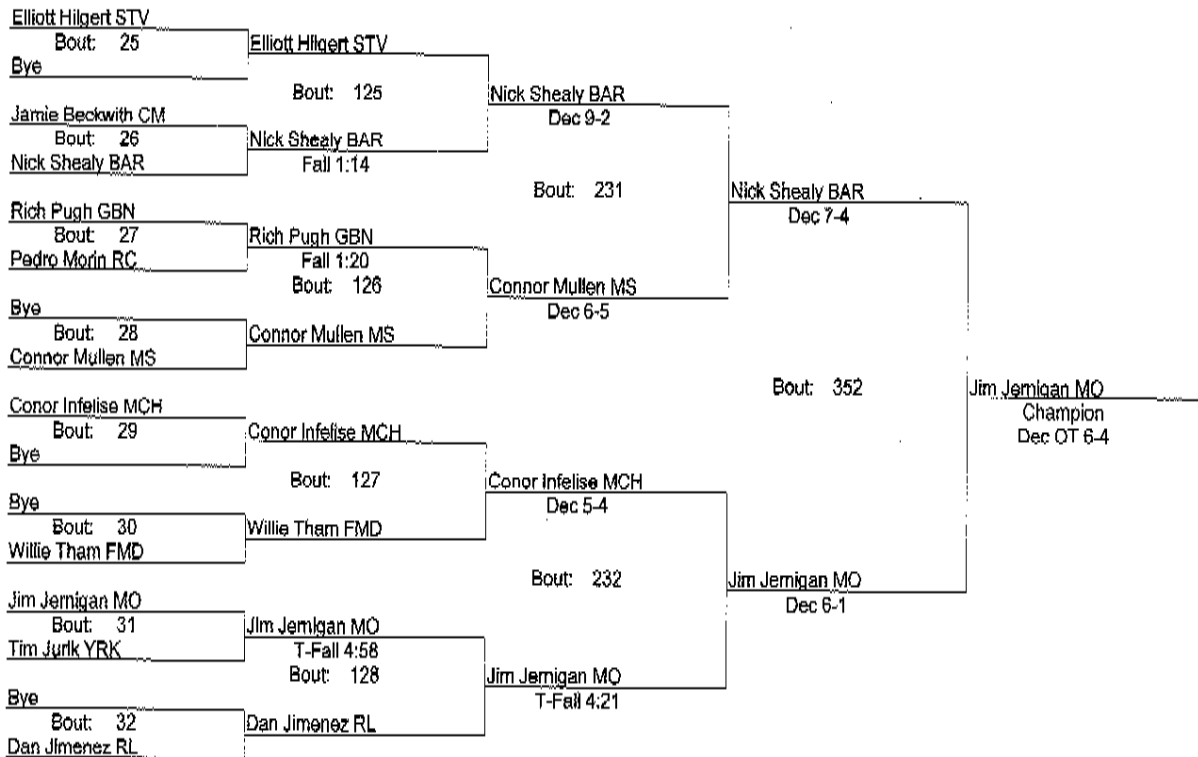 Elliott Hilgert STV
Bout: 25
Bye
Elliott Hilgert STV
Bout: 125
Jamie Beckwith CM
Bout: 26
Nick Shealy BAR
Nick Shealy BAR
Fall 1:14
Nick Shealy BAR
Dec 9-2
Bout: 231
Rich Pugh GBN
Bout: 27
Pedro Morin RC
Rich Pugh GBN
Fall 1:20
Bout: 126
Bye
Bout: 28
Connor Mullen MS
Connor Mullen MS
Connor Mullen MS
Dec 6-5
Nick Shealy BAR
Dec 7-4
Bout: 352
Conor Infelise MCH
Bout: 29
Bye
Conor Infelise MCH
Bout: 127
Bye
Bout: 30
Willie Tham FMD
Willie Tham FMD
Conor Infelise MCH
Dec 5-4
Bout: 232
Jim Jernigan MO
Bout: 31
Tim Jurik YRK
Jim Jernigan MO
T-Fall 4:58
Bout: 128
Bye
Bout: 32
Dan Jimenez RL
Dan Jimenez RL
Jim Jernigan MO
T-Fall 4:21
Jim Jernigan MO
Dec 6-1
Jim Jernigan MO
Champion
Dec OT 6-4